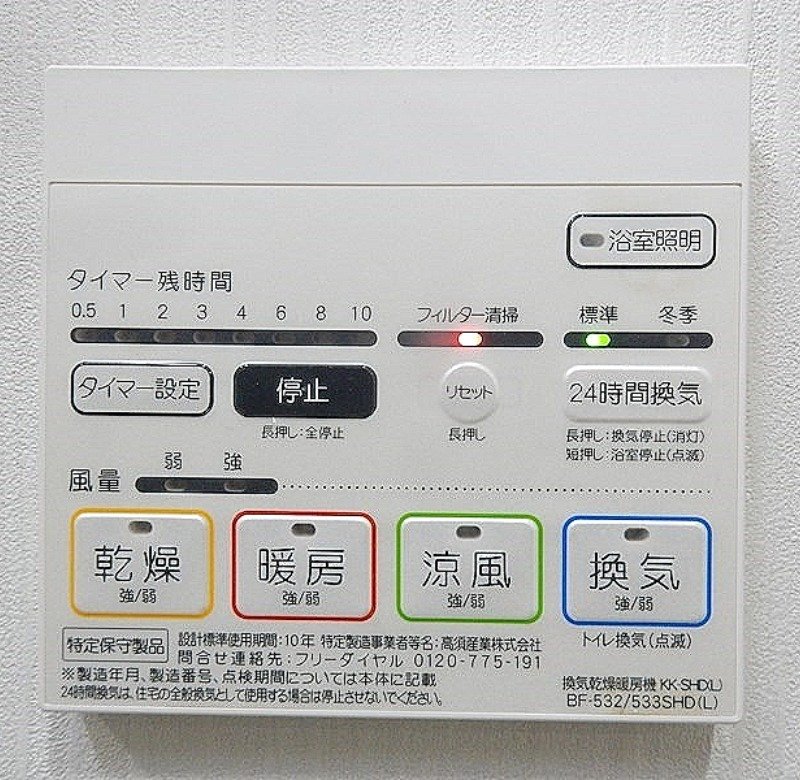 浴室照明
タイマー残時間
0.5 1 2 3 4 6 8 10
フィルター清掃
標準 冬季
タイマー設定
停止
長押し:全停止
リセット
長押し
24時間換気
長押し:換気停止(消灯)
短押し:浴室停止(点滅)
風量 弱 強
乾燥
強/弱
暖房
強/弱
涼風
強/弱
換気
強/弱
トイレ換気(点滅)
特定保守製品
設計標準使用期間:10年 特定製造事業者等名:高須産業株式会社
問合せ連絡先:フリーダイヤル 0120-775-191
※製造年月、製造番号、点検期間については本体に記載
24時間換気は、住宅の全般換気として使用する場合は停止させないでください。
換気乾燥暖房機 KK-SHD(L)
BF-532/533SHD(L)